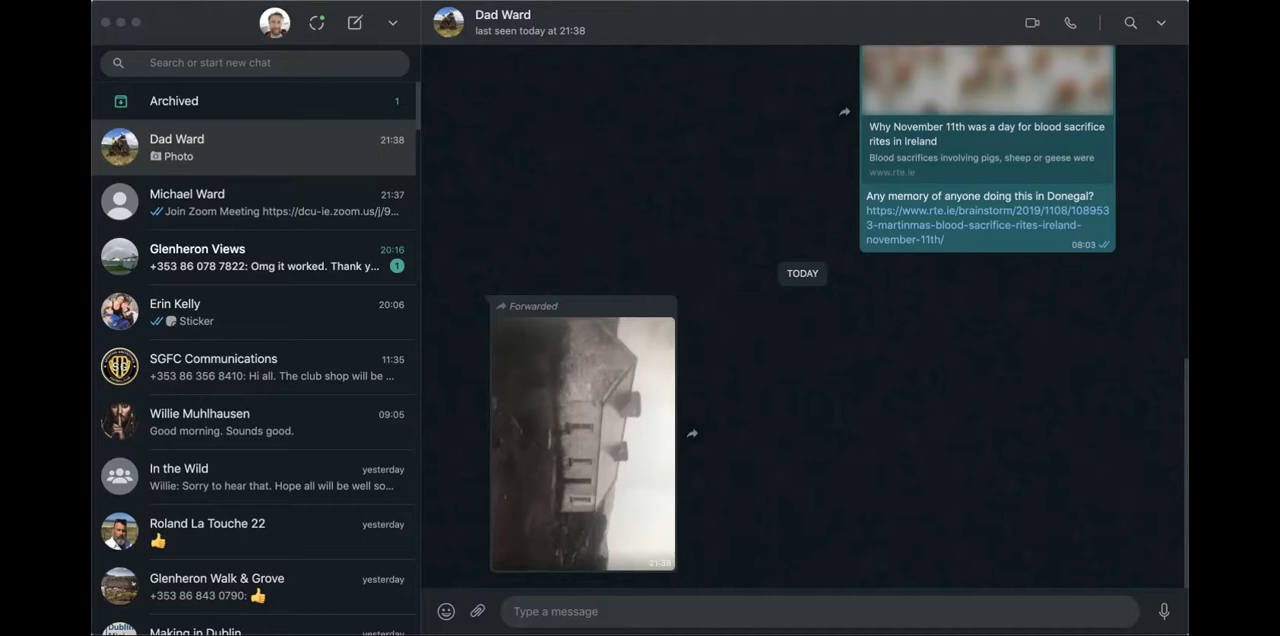 Search or start new chat
Archived
1
Dad Ward
21:38
Photo
Michael Ward
21:37
Join Zoom Meeting https://dcu-ie.zoom.us/j/9...
Glenheron Views
20:16
+353 86 078 7822: Omg it worked. Thank y...
1
Erin Kelly
20:06
Sticker
SGFC Communications
11:35
+353 86 356 8410: Hi all. The club shop will be ...
Willie Muhlhausen
09:05
Good morning. Sounds good.
In the Wild
yesterday
Willie: Sorry to hear that. Hope all will be well so...
Roland La Touche 22
yesterday
👍
Glenheron Walk & Grove
yesterday
+353 86 843 0790: 👍
Making in Dublin
Dad Ward
last seen today at 21:38
Why November 11th was a day for blood sacrifice
rites in Ireland
Blood sacrifices involving pigs, sheep or geese were
www.rte.ie
Any memory of anyone doing this in Donegal?
https://www.rte.ie/brainstorm/2019/1108/108953
3-martinmas-blood-sacrifice-rites-ireland-
november-11th/
08:03
TODAY
Forwarded
21:38
Type a message